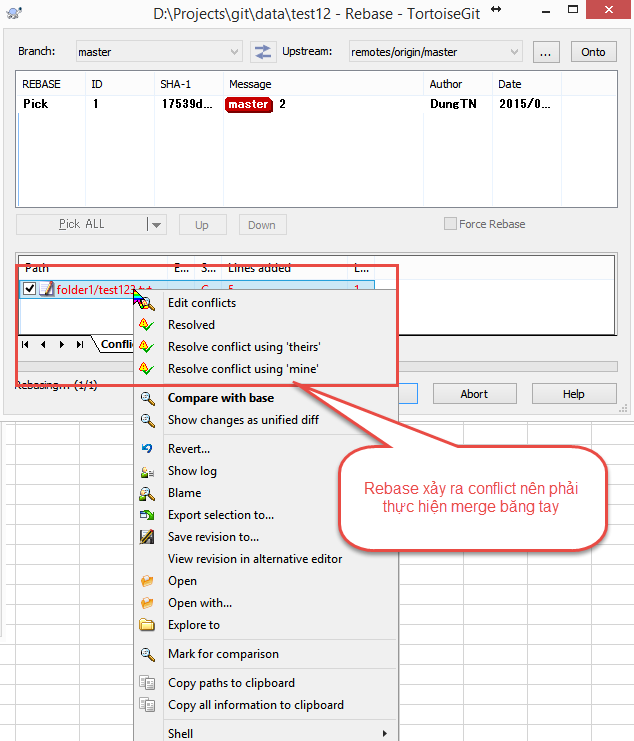 D:\Projects\git\data\test12 - Rebase - TortoiseGit
Branch: master Upstream: remotes/origin/master ... Onto
REBASE ID SHA-1 Message Author Date
Pick 1 17539d... master 2 DungTN 2015/0...
Pick ALL Up Down Force Rebase
Path E... S... Lines added L...
folder1/test123.txt C 5 1
Edit conflicts
Resolved
Resolve conflict using 'theirs'
Resolve conflict using 'mine'
Rebasing... (1/1)
Abort Help
Compare with base
Show changes as unified diff
Revert...
Show log
Blame
Export selection to...
Save revision to...
View revision in alternative editor
Open
Open with...
Explore to
Mark for comparison
Copy paths to clipboard
Copy all information to clipboard
Shell
Rebase xảy ra conflict nên phải
thực hiện merge băng tay